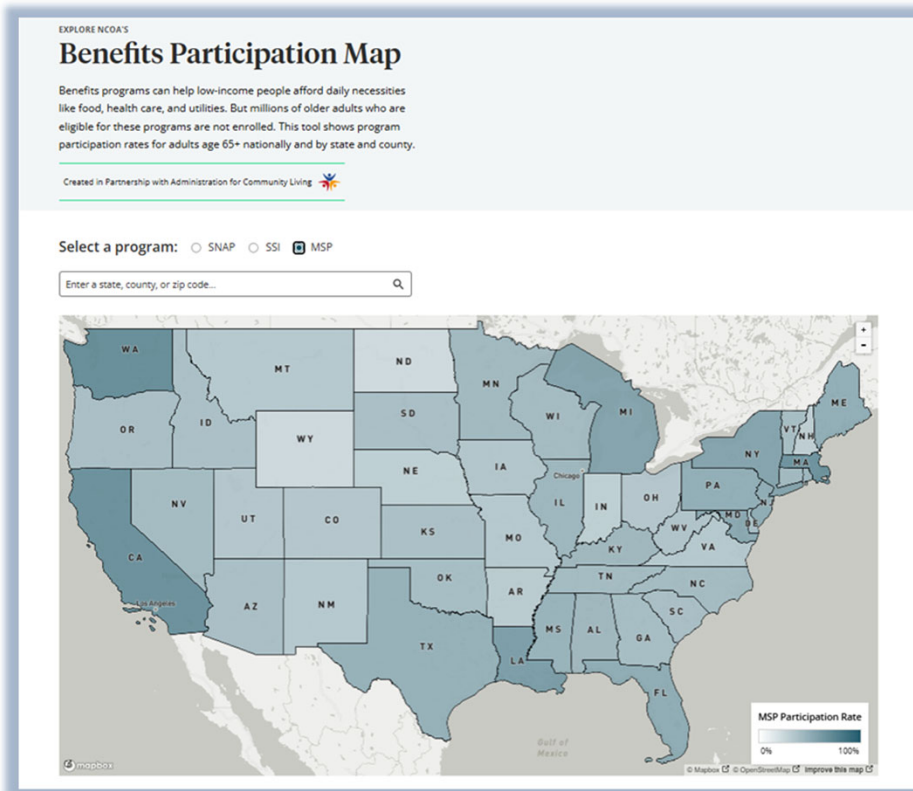 EXPLORE NCOA'S
Benefits Participation Map
Benefits programs can help low-income people afford daily necessities
like food, health care, and utilities. But millions of older adults who are
eligible for these programs are not enrolled. This tool shows program
participation rates for adults age 65+ nationally and by state and county.
Created in Partnership with Administration for Community Living
Select a program: SNAP SSI MSP
Enter a state, county, or zip code...
+
-
WA
MT
ND
MN
ME
OR
ID
SD
WI
MI
VT
NH
WY
NY
MA
IA
Chicago
NE
PA
NV
UT
CO
IL
IN
OH
NJ
MD
DE
KS
MO
WV
VA
CA
KY
Los Angeles
AZ
NM
OK
AR
TN
NC
SC
MS
AL
GA
TX
LA
FL
MSP Participation Rate
0% 100%
Gulf of
Mexico
mapbox
© Mapbox © OpenStreetMap Improve this map